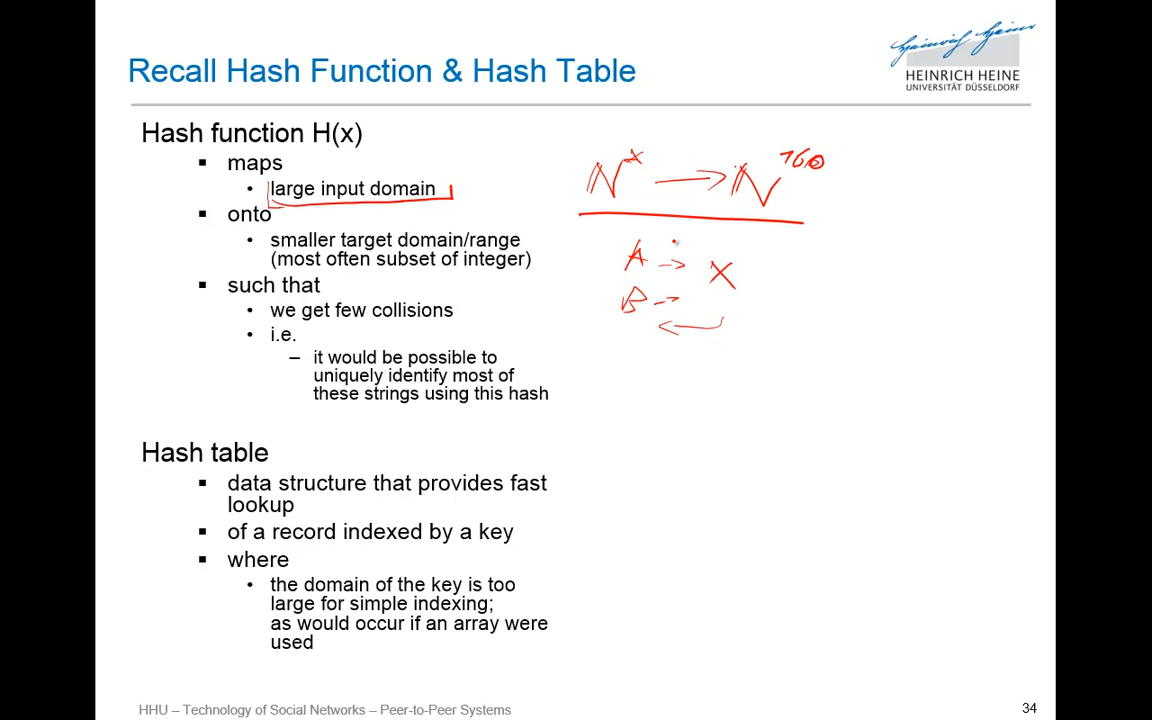 Recall Hash Function & Hash Table
Heinrich Heine
HEINRICH HEINE
UNIVERSITÄT DÜSSELDORF
Hash function H(x)
▪ maps
• large input domain
▪ onto
• smaller target domain/range
(most often subset of integer)
▪ such that
• we get few collisions
• i.e.
– it would be possible to
uniquely identify most of
these strings using this hash
N^x → N^160
A → X
B →
←
Hash table
▪ data structure that provides fast
lookup
▪ of a record indexed by a key
▪ where
• the domain of the key is too
large for simple indexing;
as would occur if an array were
used
HHU – Technology of Social Networks – Peer-to-Peer Systems
34